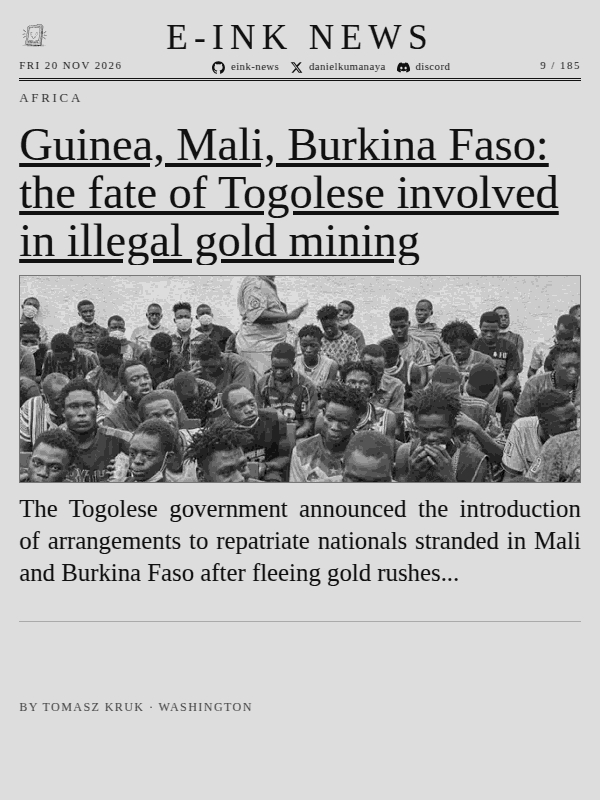 E-INK NEWS
FRI 20 NOV 2026
eink-news danielkumanaya discord
9 / 185
AFRICA
Guinea, Mali, Burkina Faso:
the fate of Togolese involved
in illegal gold mining
The Togolese government announced the introduction
of arrangements to repatriate nationals stranded in Mali
and Burkina Faso after fleeing gold rushes...
BY TOMASZ KRUK · WASHINGTON